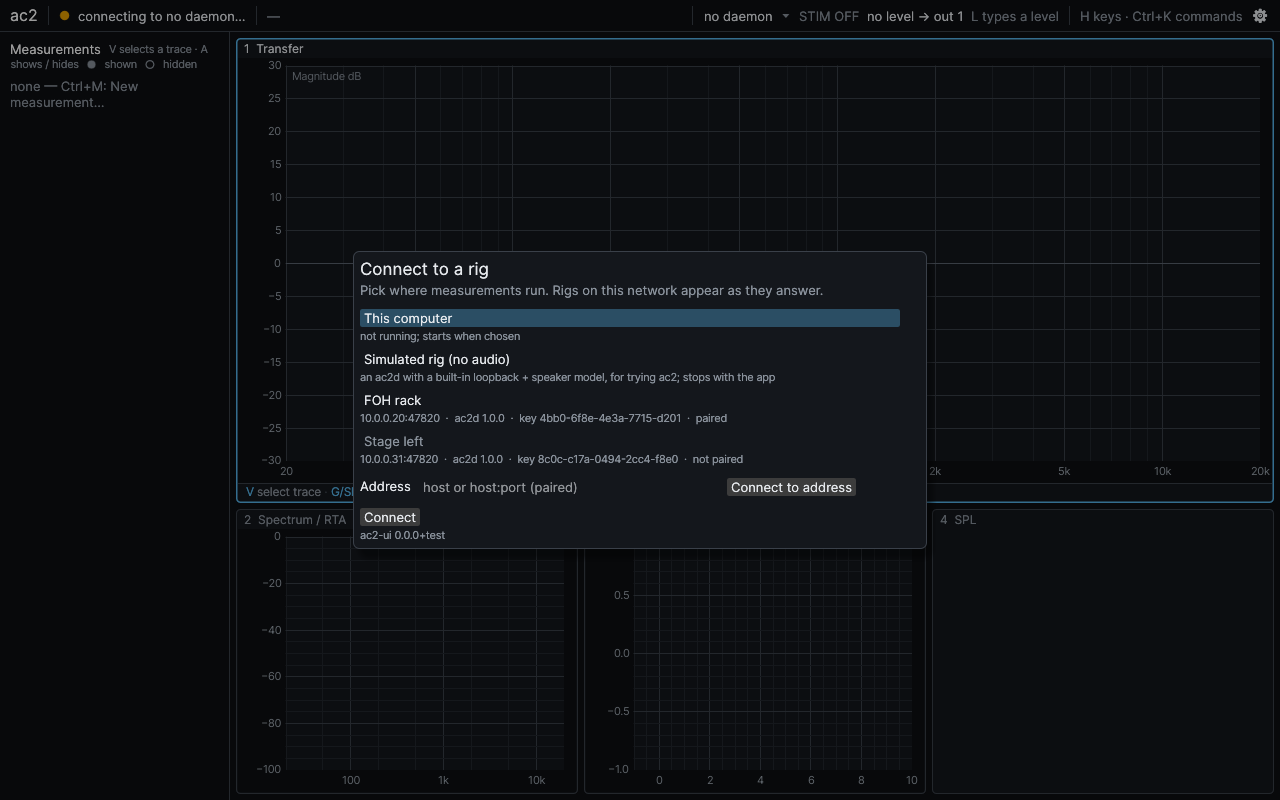 ac2 connecting to no daemon... — no daemon STIM OFF no level → out 1 L types a level H keys · Ctrl+K commands
Measurements V selects a trace · A
shows / hides shown hidden
none — Ctrl+M: New
measurement...
1 Transfer
Magnitude dB
30
25
20
15
10
5
0
−5
−10
−15
−20
−25
−30
20 2k 5k 10k 20k
V select trace · G/S
Connect to a rig
Pick where measurements run. Rigs on this network appear as they answer.
This computer
not running; starts when chosen
Simulated rig (no audio)
an ac2d with a built-in loopback + speaker model, for trying ac2; stops with the app
FOH rack
10.0.0.20:47820 · ac2d 1.0.0 · key 4bb0-6f8e-4e3a-7715-d201 · paired
Stage left
10.0.0.31:47820 · ac2d 1.0.0 · key 8c0c-c17a-0494-2cc4-f8e0 · not paired
Address host or host:port (paired) Connect to address
Connect
ac2-ui 0.0.0+test
2 Spectrum / RTA
0
−20
−40
−60
−80
−100
100 1k 10k
0.5
0.0
−0.5
−1.0
0 2 4 6 8 10
4 SPL